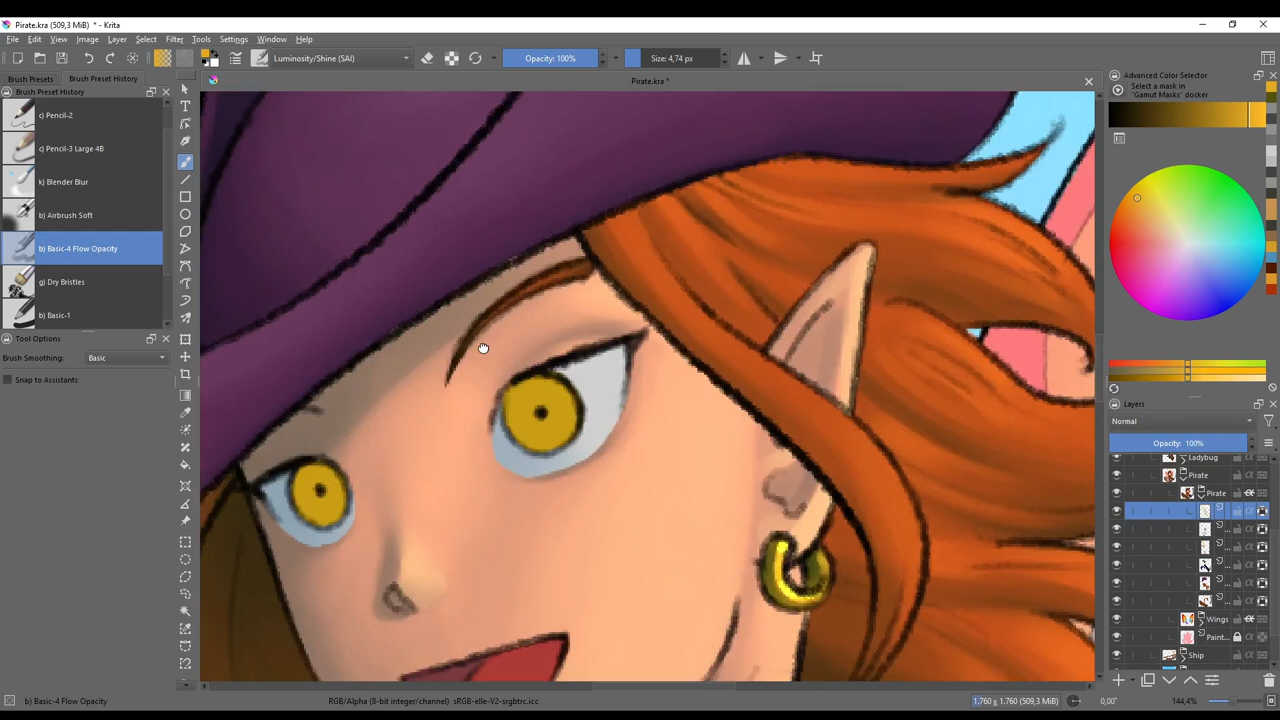 Pirate.kra (509,3 MiB) * - Krita
File Edit View Image Layer Select Filter Tools Settings Window Help
Luminosity/Shine (SAI)
Opacity: 100%
Size: 4,74 px
Brush Presets
Brush Preset History
Pirate.kra *
Brush Preset History
c) Pencil-2
c) Pencil-3 Large 4B
k) Blender Blur
b) Airbrush Soft
b) Basic-4 Flow Opacity
g) Dry Bristles
b) Basic-1
Tool Options
Brush Smoothing: Basic
Snap to Assistants
Advanced Color Selector
Select a mask in
"Gamut Masks" docker
Layers
Normal
Opacity: 100%
Ladybug
Pirate
Pirate
...
...
...
...
...
...
Wings
Paint...
Ship
b) Basic-4 Flow Opacity
RGB/Alpha (8-bit integer/channel) sRGB-elle-V2-srgbtrc.icc
1.760 x 1.760 (509,3 MiB)
0,00°
144,4%